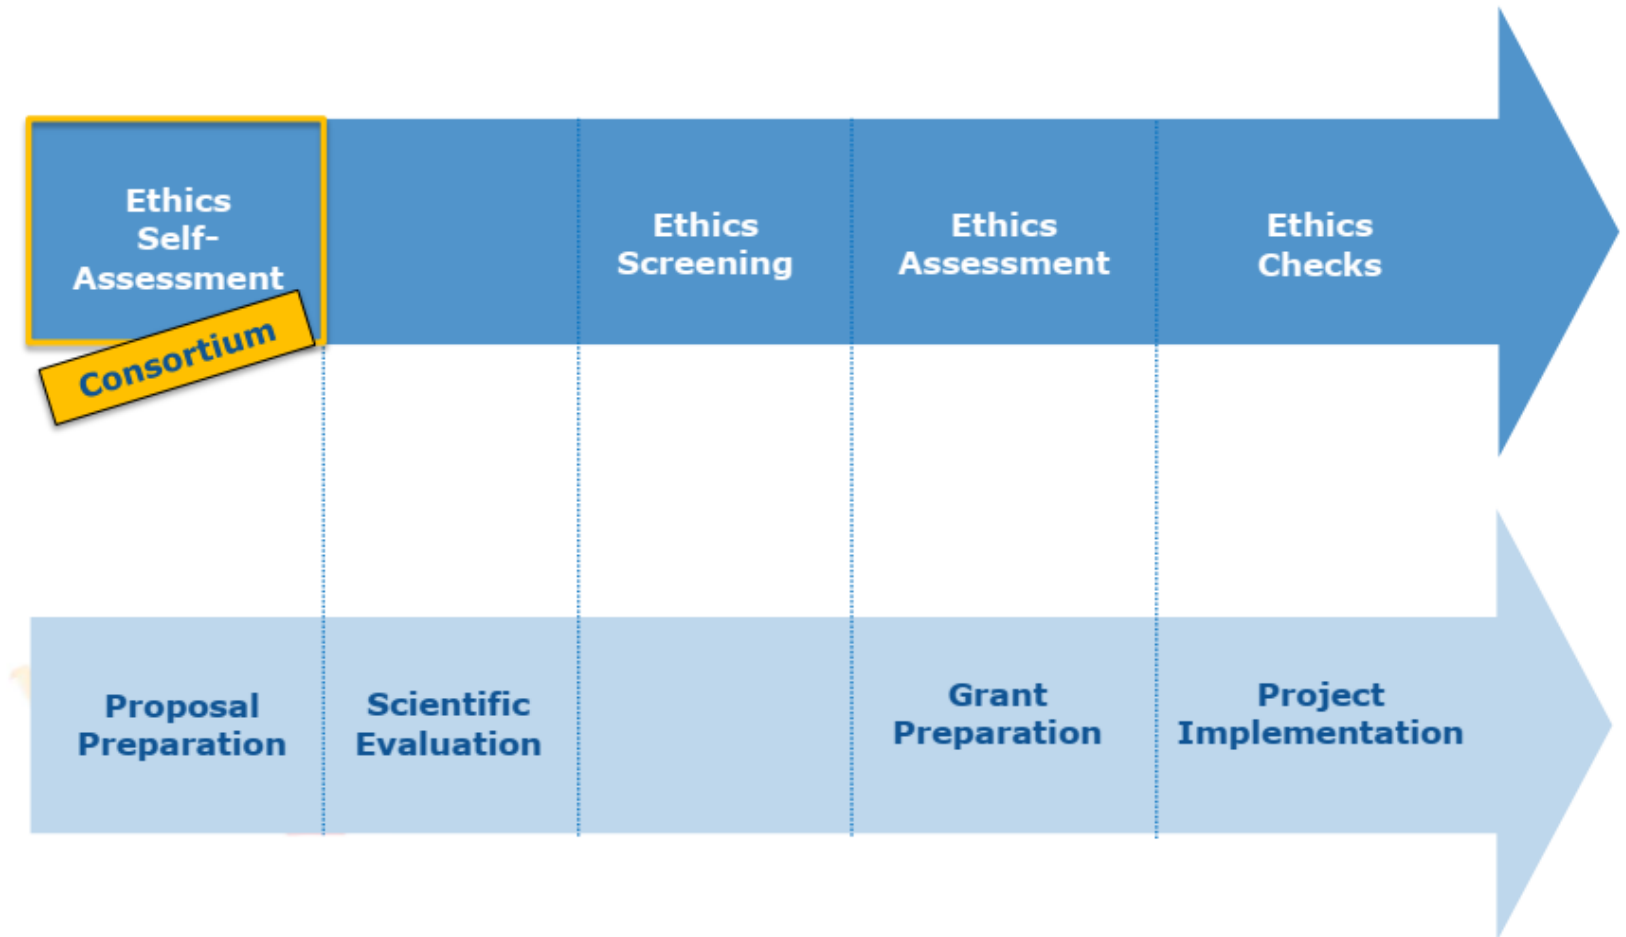 Ethics
Self-
Assessment
Consortium
Ethics
Screening
Ethics
Assessment
Ethics
Checks
Proposal
Preparation
Scientific
Evaluation
Grant
Preparation
Project
Implementation